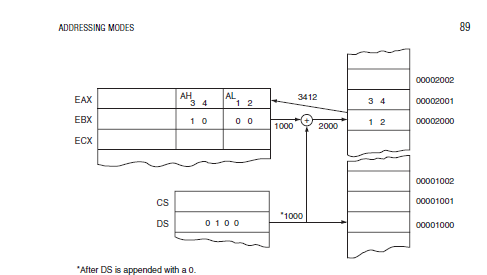 ADDRESSING MODES 89
00002002
EAX AH 3 4 AL 1 2 3412 3 4 00002001
EBX 1 0 0 0 1000 + 2000 1 2 00002000
ECX
00001002
CS 00001001
DS 0 1 0 0 *1000 00001000
*After DS is appended with a 0.